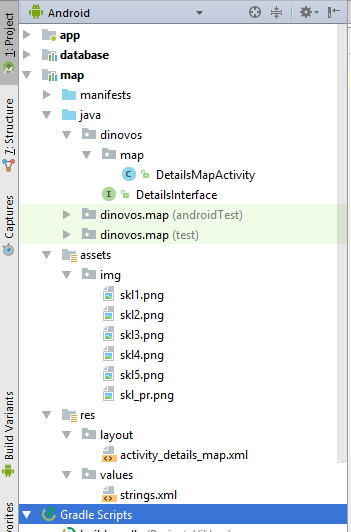 Android
1: Project
app
database
map
manifests
java
dinovos
map
DetailsMapActivity
DetailsInterface
dinovos.map (androidTest)
dinovos.map (test)
assets
img
skl1.png
skl2.png
skl3.png
skl4.png
skl5.png
skl_pr.png
res
layout
activity_details_map.xml
values
strings.xml
Gradle Scripts
7: Structure
Captures
Build Variants